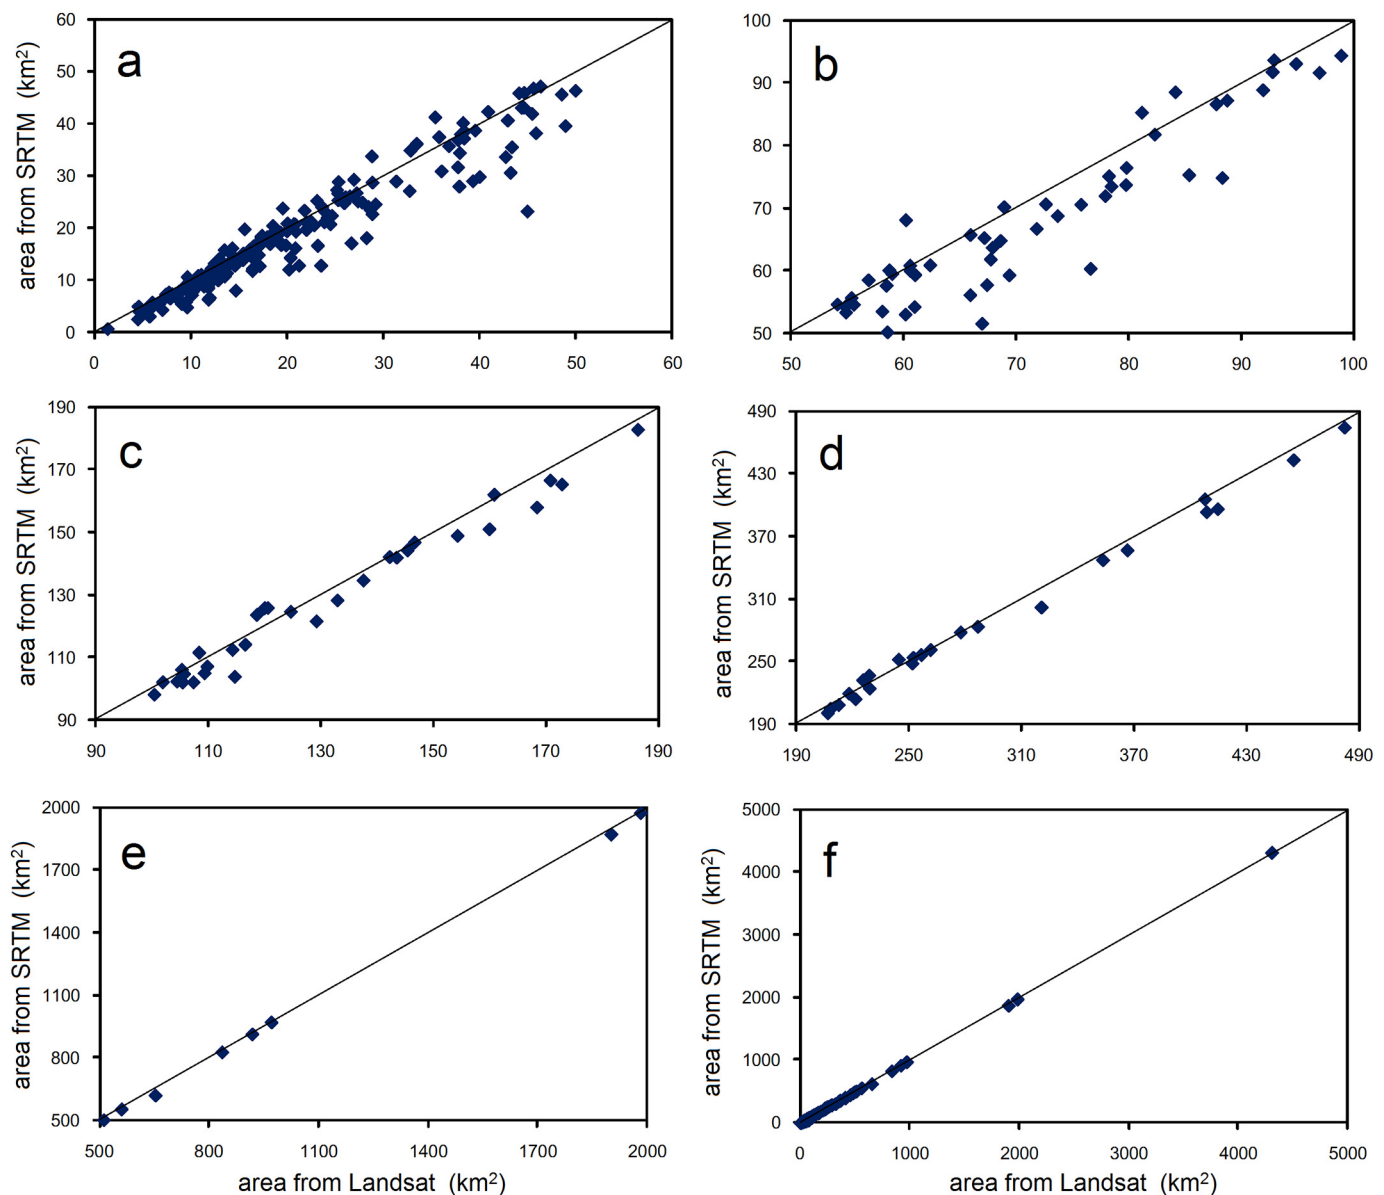 a
area from SRTM (km²)
60
50
40
30
20
10
0
0 10 20 30 40 50 60
b
100
90
80
70
60
50
50 60 70 80 90 100
c
area from SRTM (km²)
190
170
150
130
110
90
90 110 130 150 170 190
d
area from SRTM (km²)
490
430
370
310
250
190
190 250 310 370 430 490
e
area from SRTM (km²)
2000
1700
1400
1100
800
500
500 800 1100 1400 1700 2000
area from Landsat (km²)
f
area from SRTM (km²)
5000
4000
3000
2000
1000
0
0 1000 2000 3000 4000 5000
area from Landsat (km²)